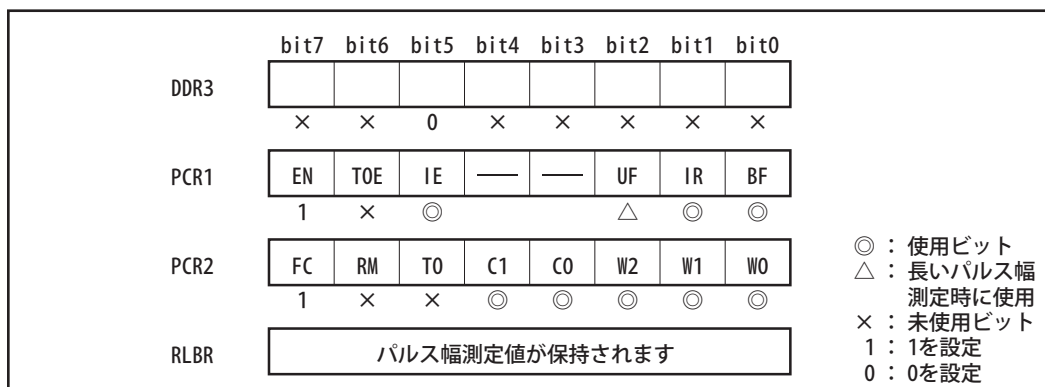 bit7 bit6 bit5 bit4 bit3 bit2 bit1 bit0
DDR3
× × 0 × × × × ×
PCR1 EN TOE IE ―― ―― UF IR BF
1 × ◎ △ ◎ ◎
PCR2 FC RM TO C1 C0 W2 W1 W0
1 × × ◎ ◎ ◎ ◎ ◎
RLBR パルス幅測定値が保持されます
◎ : 使用ビット
△ : 長いパルス幅
測定時に使用
× : 未使用ビット
1 : 1を設定
0 : 0を設定